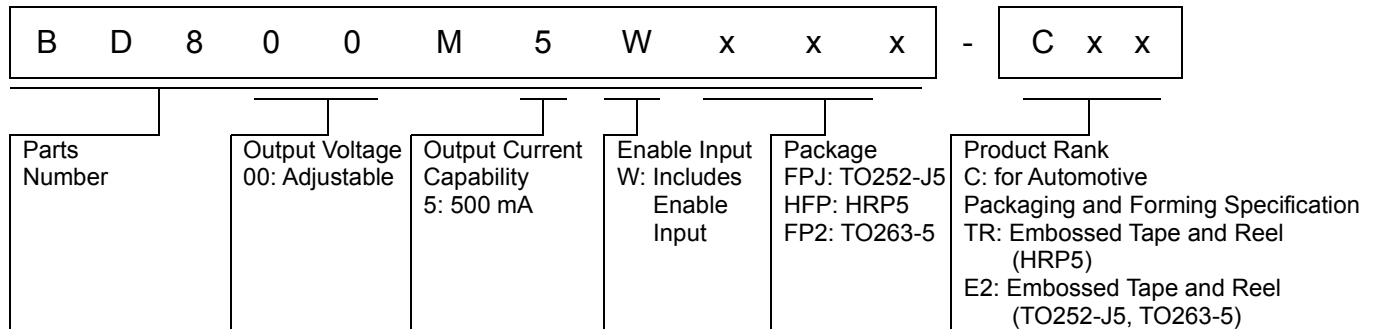 B D 8 0 0 M 5 W x x x - C x x
Parts
Number
Output Voltage
00: Adjustable
Output Current
Capability
5: 500 mA
Enable Input
W: Includes
Enable
Input
Package
FPJ: TO252-J5
HFP: HRP5
FP2: TO263-5
Product Rank
C: for Automotive
Packaging and Forming Specification
TR: Embossed Tape and Reel
(HRP5)
E2: Embossed Tape and Reel
(TO252-J5, TO263-5)